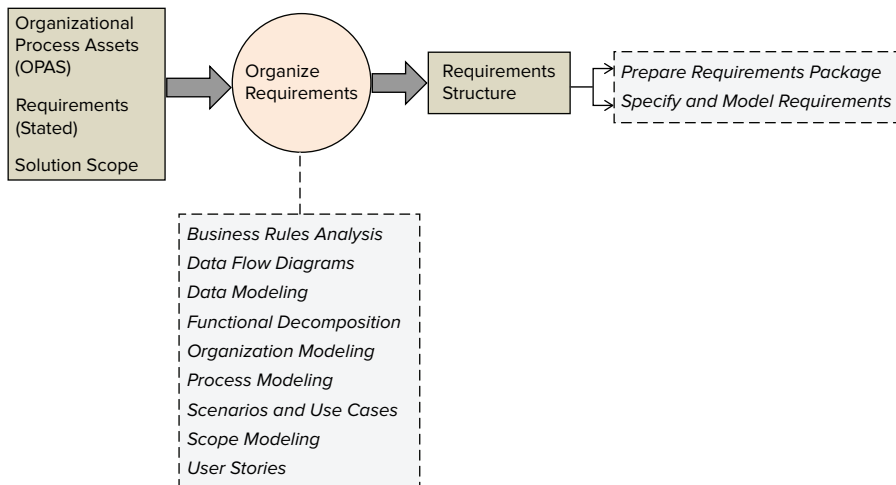 Organizational
Process Assets
(OPAS)
Requirements
(Stated)
Solution Scope
Organize
Requirements
Requirements
Structure
Prepare Requirements Package
Specify and Model Requirements
Business Rules Analysis
Data Flow Diagrams
Data Modeling
Functional Decomposition
Organization Modeling
Process Modeling
Scenarios and Use Cases
Scope Modeling
User Stories